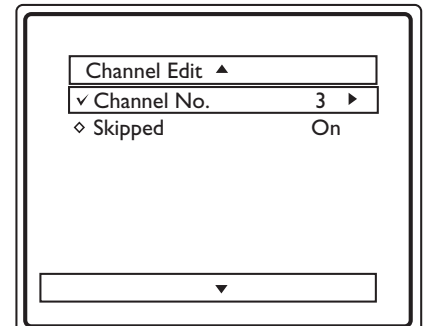 Channel Edit ▲
✓ Channel No. 3 ▶
◇ Skipped On
▼